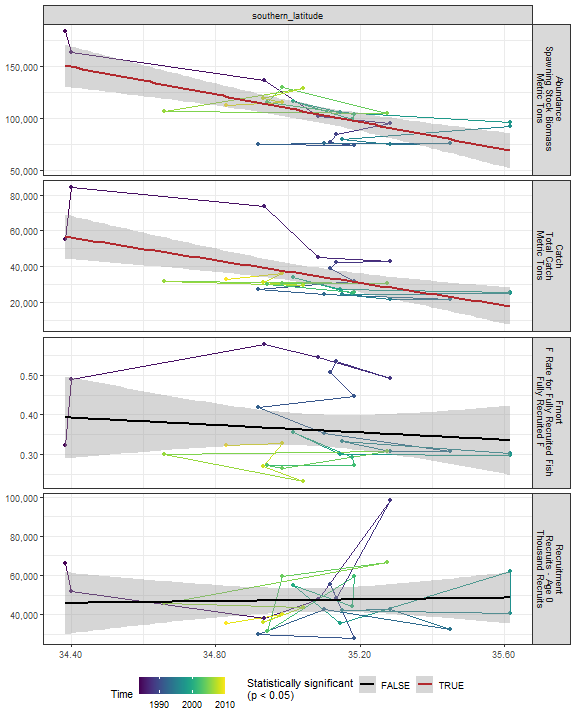 southern_latitude
150,000
100,000
50,000
Abundance
Spawning Stock Biomass
Metric Tons
80,000
60,000
40,000
20,000
Catch
Total Catch
Metric Tons
0.50
0.40
0.30
Fmort
F Rate for Fully Recruited Fish
Fully Recruited F
100,000
80,000
60,000
40,000
Recruitment
Recruits - Age 0
Thousand Recruits
34.40 34.80 35.20 35.60
Time
1990 2000 2010
Statistically significant
(p < 0.05)
FALSE TRUE